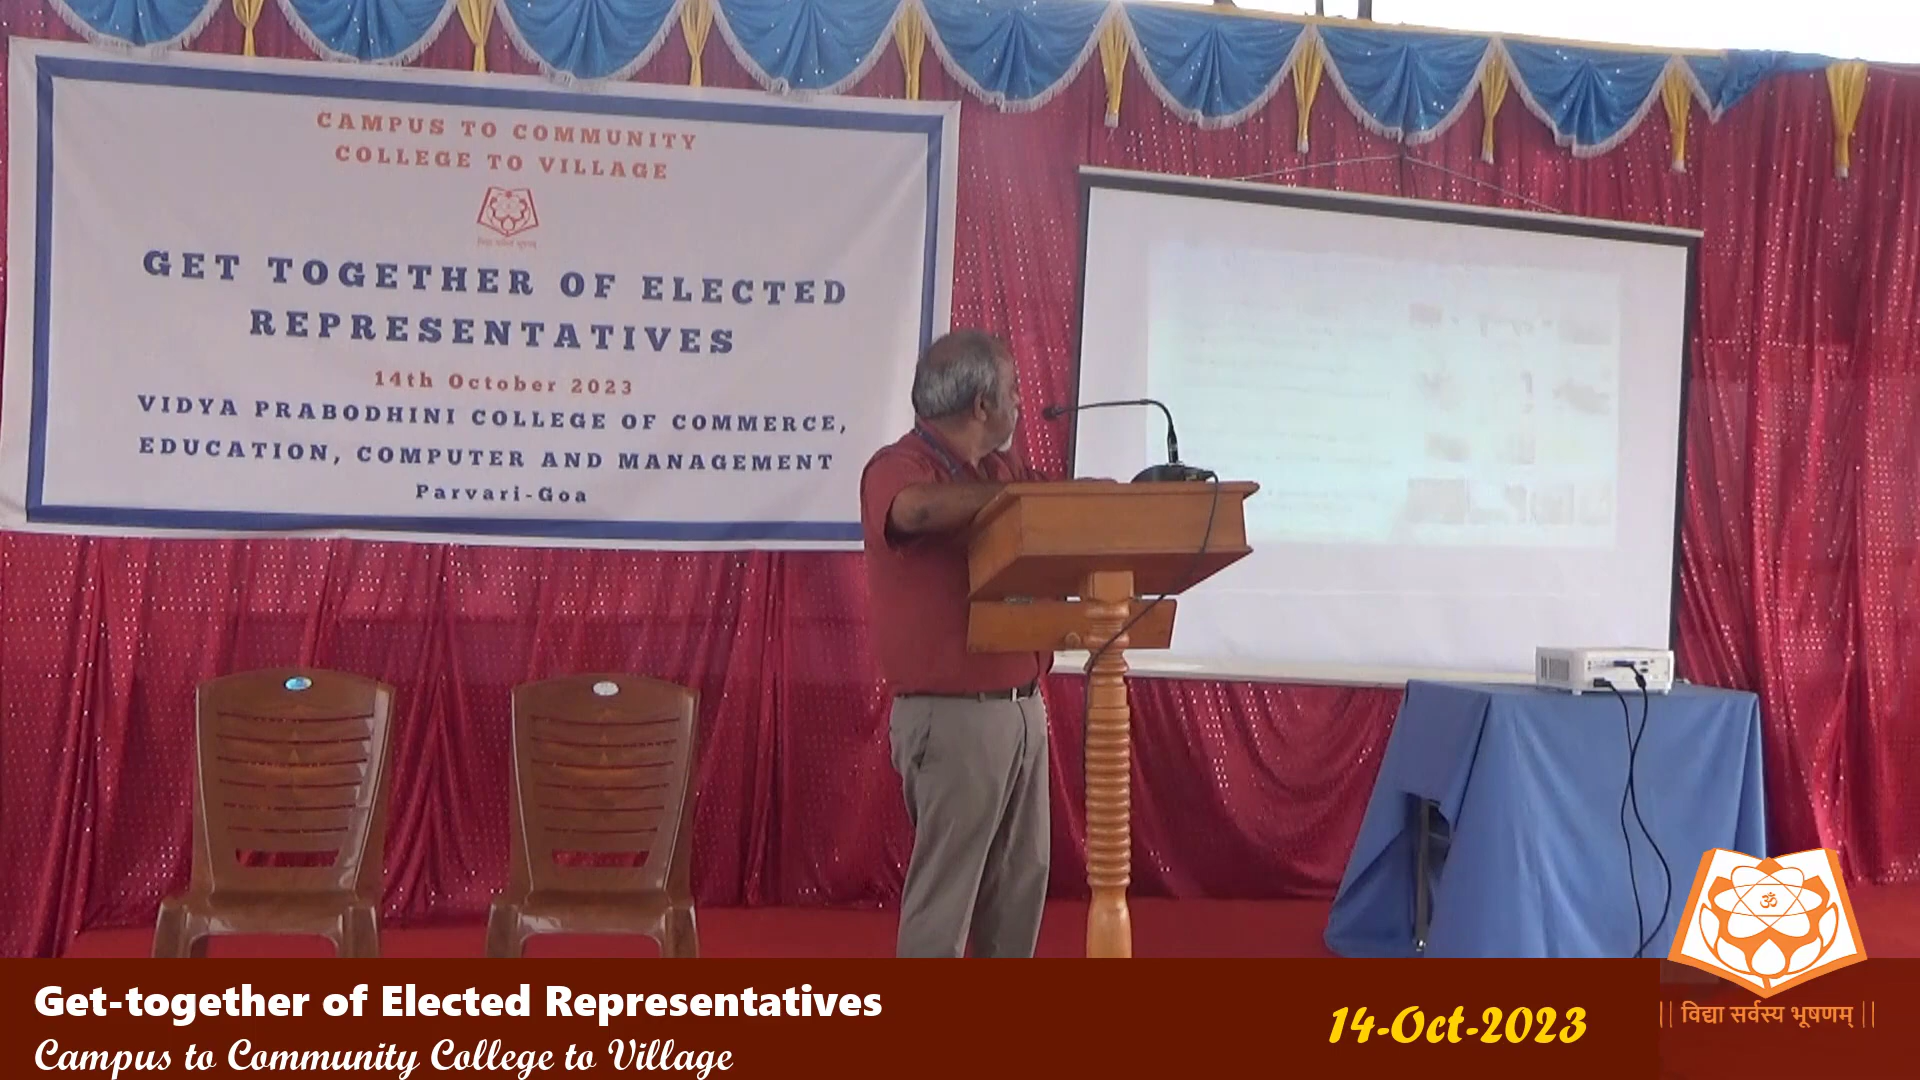 CAMPUS TO COMMUNITY
COLLEGE TO VILLAGE
GET TOGETHER OF ELECTED
REPRESENTATIVES
14th October 2023
VIDYA PRABODHINI COLLEGE OF COMMERCE,
EDUCATION, COMPUTER AND MANAGEMENT
Parvari-Goa
ॐ
Get-together of Elected Representatives
Campus to Community College to Village
14-Oct-2023
|| विद्या सर्वस्य भूषणम् ||